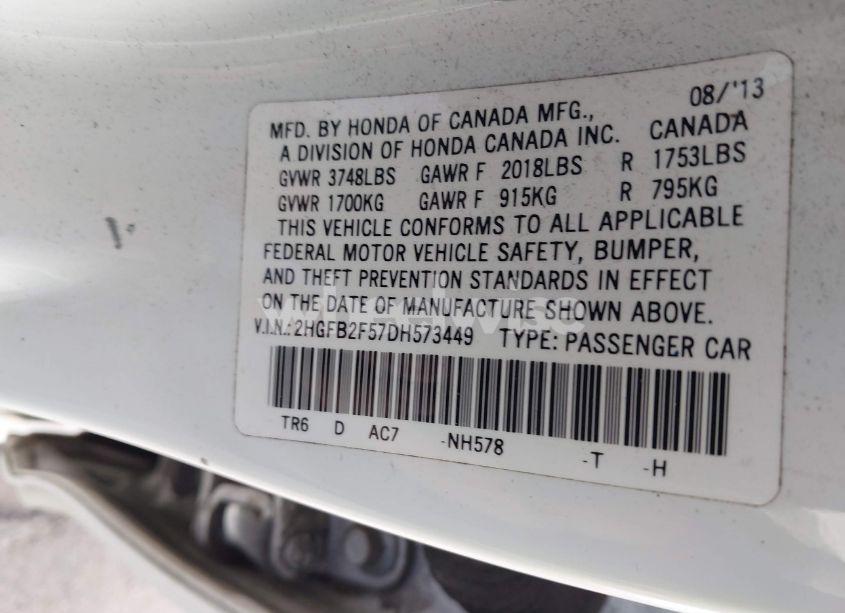 08/'13
MFD. BY HONDA OF CANADA MFG., CANADA
A DIVISION OF HONDA CANADA INC.
GVWR 3748LBS GAWR F 2018LBS R 1753LBS
GVWR 1700KG GAWR F 915KG R 795KG
THIS VEHICLE CONFORMS TO ALL APPLICABLE
FEDERAL MOTOR VEHICLE SAFETY, BUMPER,
AND THEFT PREVENTION STANDARDS IN EFFECT
ON THE DATE OF MANUFACTURE SHOWN ABOVE.
V.I.N.: 2HGFB2F57DH573449 TYPE: PASSENGER CAR
TR6 D AC7 -NH578 -T -H